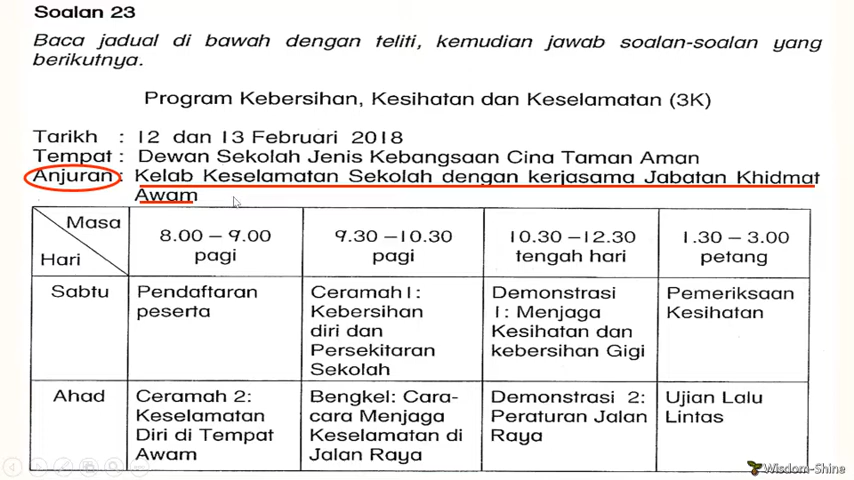 Soalan 23
Baca jadual di bawah dengan teliti, kemudian jawab soalan-soalan yang
berikutnya.
Program Kebersihan, Kesihatan dan Keselamatan (3K)
Tarikh : 12 dan 13 Februari 2018
Tempat : Dewan Sekolah Jenis Kebangsaan Cina Taman Aman
Anjuran : Kelab Keselamatan Sekolah dengan kerjasama Jabatan Khidmat
Awam
Masa
Hari
8.00 – 9.00
pagi
9.30 –10.30
pagi
10.30 –12.30
tengah hari
1.30 – 3.00
petang
Sabtu
Pendaftaran
peserta
Ceramah 1:
Kebersihan
diri dan
Persekitaran
Sekolah
Demonstrasi
1: Menjaga
Kesihatan dan
kebersihan Gigi
Pemeriksaan
Kesihatan
Ahad
Ceramah 2:
Keselamatan
Diri di Tempat
Awam
Bengkel: Cara-
cara Menjaga
Keselamatan di
Jalan Raya
Demonstrasi 2:
Peraturan Jalan
Raya
Ujian Lalu
Lintas
Wisdom-Shine